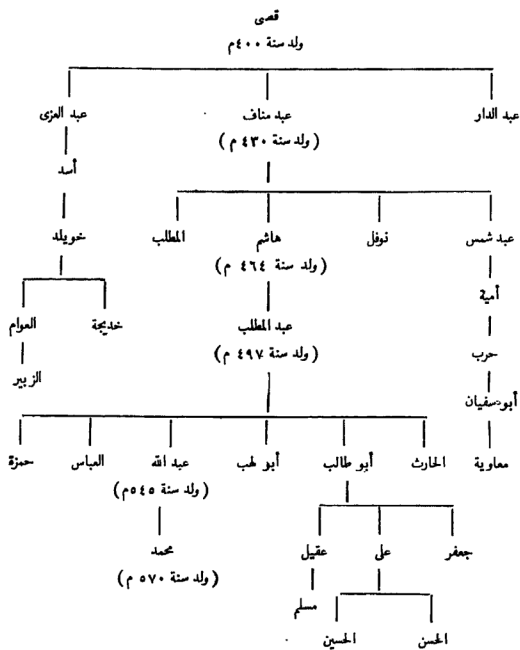 قصى
ولد سنة ٤٠٠م
عبد الدار عبد مناف عبد العزى
(ولد سنة ٤٣٠ م)
أسد
عبد شمس نوفل هاشم المطلب خويلد
(ولد سنة ٤٦٤ م)
أمية
عبد المطلب خديجة العوام
(ولد سنة ٤٩٧ م)
حرب
الزبير
أبو سفيان
معاوية الحارث أبو طالب أبو لهب عبد الله العباس حمزة
(ولد سنة ٥٤٥م)
جعفر على عقيل محمد
(ولد سنة ٥٧٠ م)
مسلم
الحسن الحسين